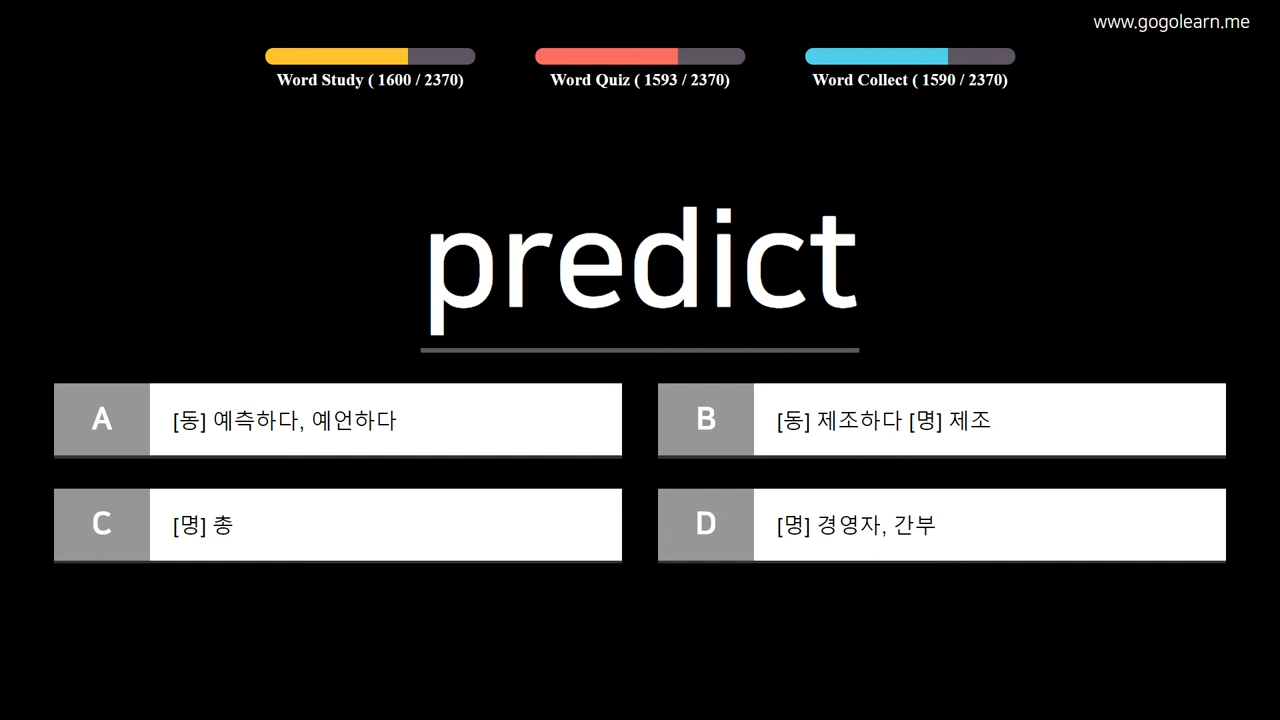 www.gogolearn.me
Word Study ( 1600 / 2370)
Word Quiz ( 1593 / 2370)
Word Collect ( 1590 / 2370)
predict
A [동] 예측하다, 예언하다
B [동] 제조하다 [명] 제조
C [명] 총
D [명] 경영자, 간부